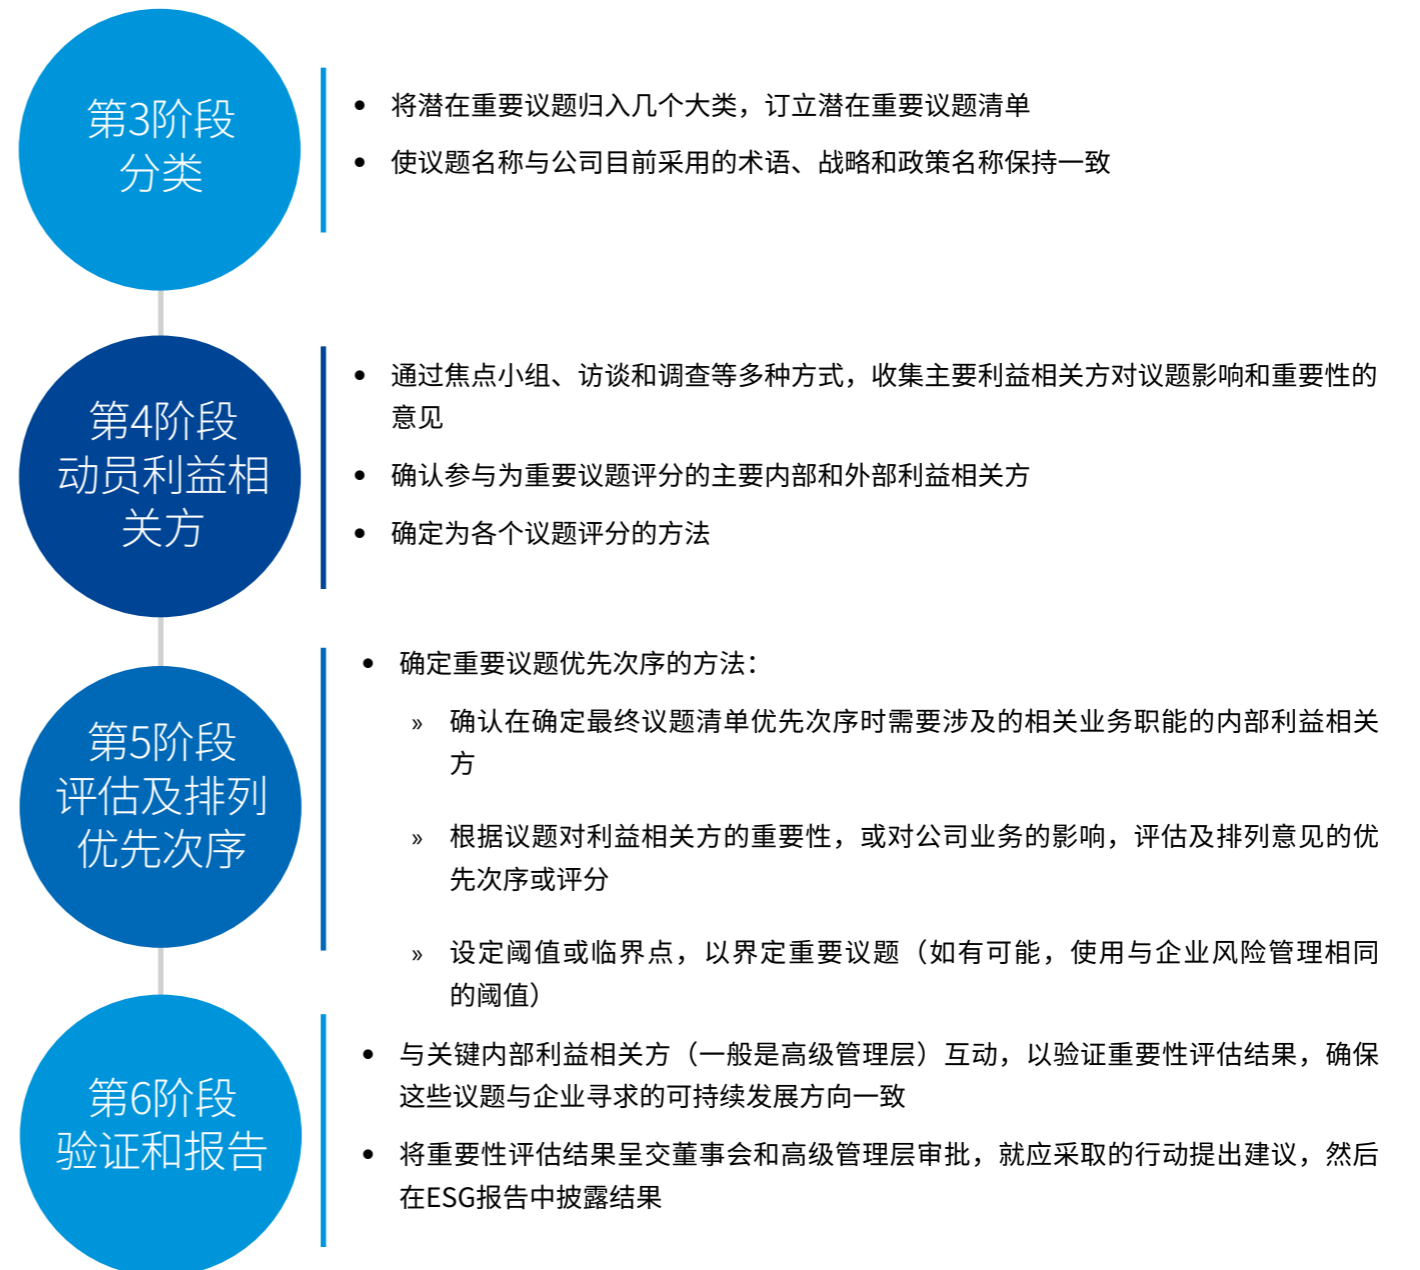 第3阶段
分类
• 将潜在重要议题归入几个大类，订立潜在重要议题清单
• 使议题名称与公司目前采用的术语、战略和政策名称保持一致
第4阶段
动员利益相
关方
• 通过焦点小组、访谈和调查等多种方式，收集主要利益相关方对议题影响和重要性的
意见
• 确认参与为重要议题评分的主要内部和外部利益相关方
• 确定为各个议题评分的方法
第5阶段
评估及排列
优先次序
• 确定重要议题优先次序的方法：
» 确认在确定最终议题清单优先次序时需要涉及的相关业务职能的内部利益相关
方
» 根据议题对利益相关方的重要性，或对公司业务的影响，评估及排列意见的优
先次序或评分
» 设定阈值或临界点，以界定重要议题（如有可能，使用与企业风险管理相同
的阈值）
第6阶段
验证和报告
• 与关键内部利益相关方（一般是高级管理层）互动，以验证重要性评估结果，确保
这些议题与企业寻求的可持续发展方向一致
• 将重要性评估结果呈交董事会和高级管理层审批，就应采取的行动提出建议，然后
在ESG报告中披露结果